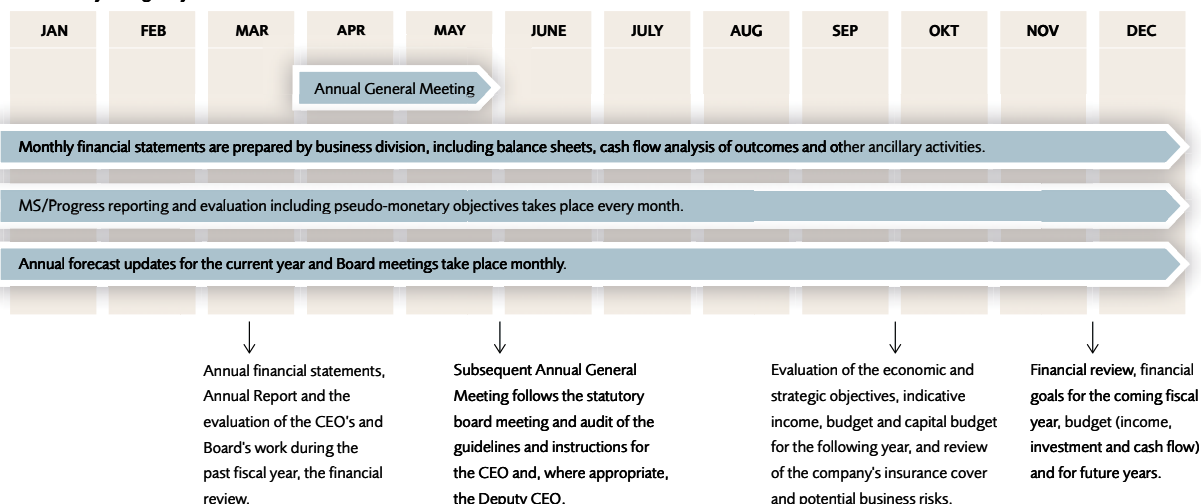 JAN FEB MAR APR MAY JUNE JULY AUG SEP OKT NOV DEC
Annual General Meeting
Monthly financial statements are prepared by business division, including balance sheets, cash flow analysis of outcomes and other ancillary activities.
MS/Progress reporting and evaluation including pseudo-monetary objectives takes place every month.
Annual forecast updates for the current year and Board meetings take place monthly.
Annual financial statements,
Annual Report and the
evaluation of the CEO's and
Board's work during the
past fiscal year, the financial
review.
Subsequent Annual General
Meeting follows the statutory
board meeting and audit of the
guidelines and instructions for
the CEO and, where appropriate,
the Deputy CEO.
Evaluation of the economic and
strategic objectives, indicative
income, budget and capital budget
for the following year, and review
of the company's insurance cover
and potential business risks.
Financial review, financial
goals for the coming fiscal
year, budget (income,
investment and cash flow)
and for future years.